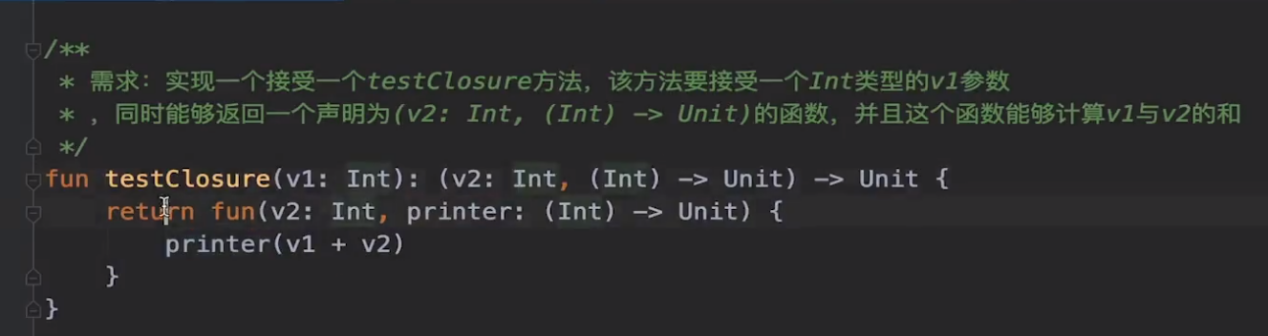 /**
 * 需求：实现一个接受一个testClosure方法，该方法要接受一个Int类型的v1参数
 * ，同时能够返回一个声明为(v2: Int, (Int) -> Unit)的函数，并且这个函数能够计算v1与v2的和
 */
fun testClosure(v1: Int): (v2: Int, (Int) -> Unit) -> Unit {
    return fun(v2: Int, printer: (Int) -> Unit) {
        printer(v1 + v2)
    }
}